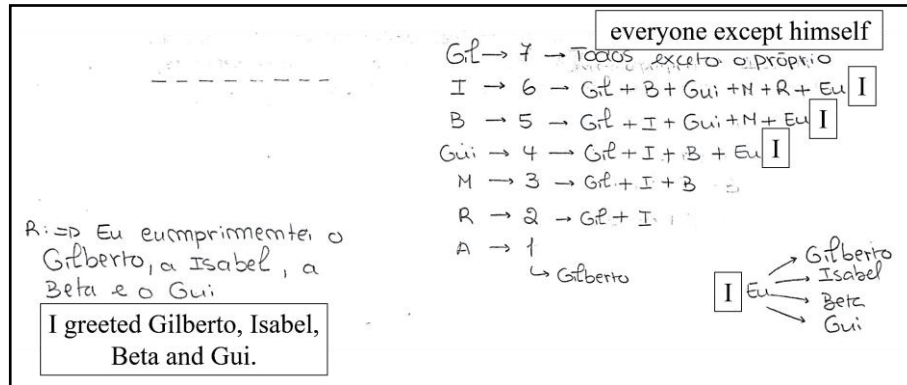 everyone except himself
Gil → 7 → Todos exceto o próprio
I → 6 → Gil + B + Gui + M + R + Eu I
B → 5 → Gil + I + Gui + M + Eu I
Gui → 4 → Gil + I + B + Eu I
M → 3 → Gil + I + B
R → 2 → Gil + I
A → 1
↳ Gilberto
R: => Eu eumprimemtei o
Gilberto, a Isabel, a
Beta e o Gui
I greeted Gilberto, Isabel,
Beta and Gui.
I Eu → Gilberto
→ Isabel
→ Beta
→ Gui